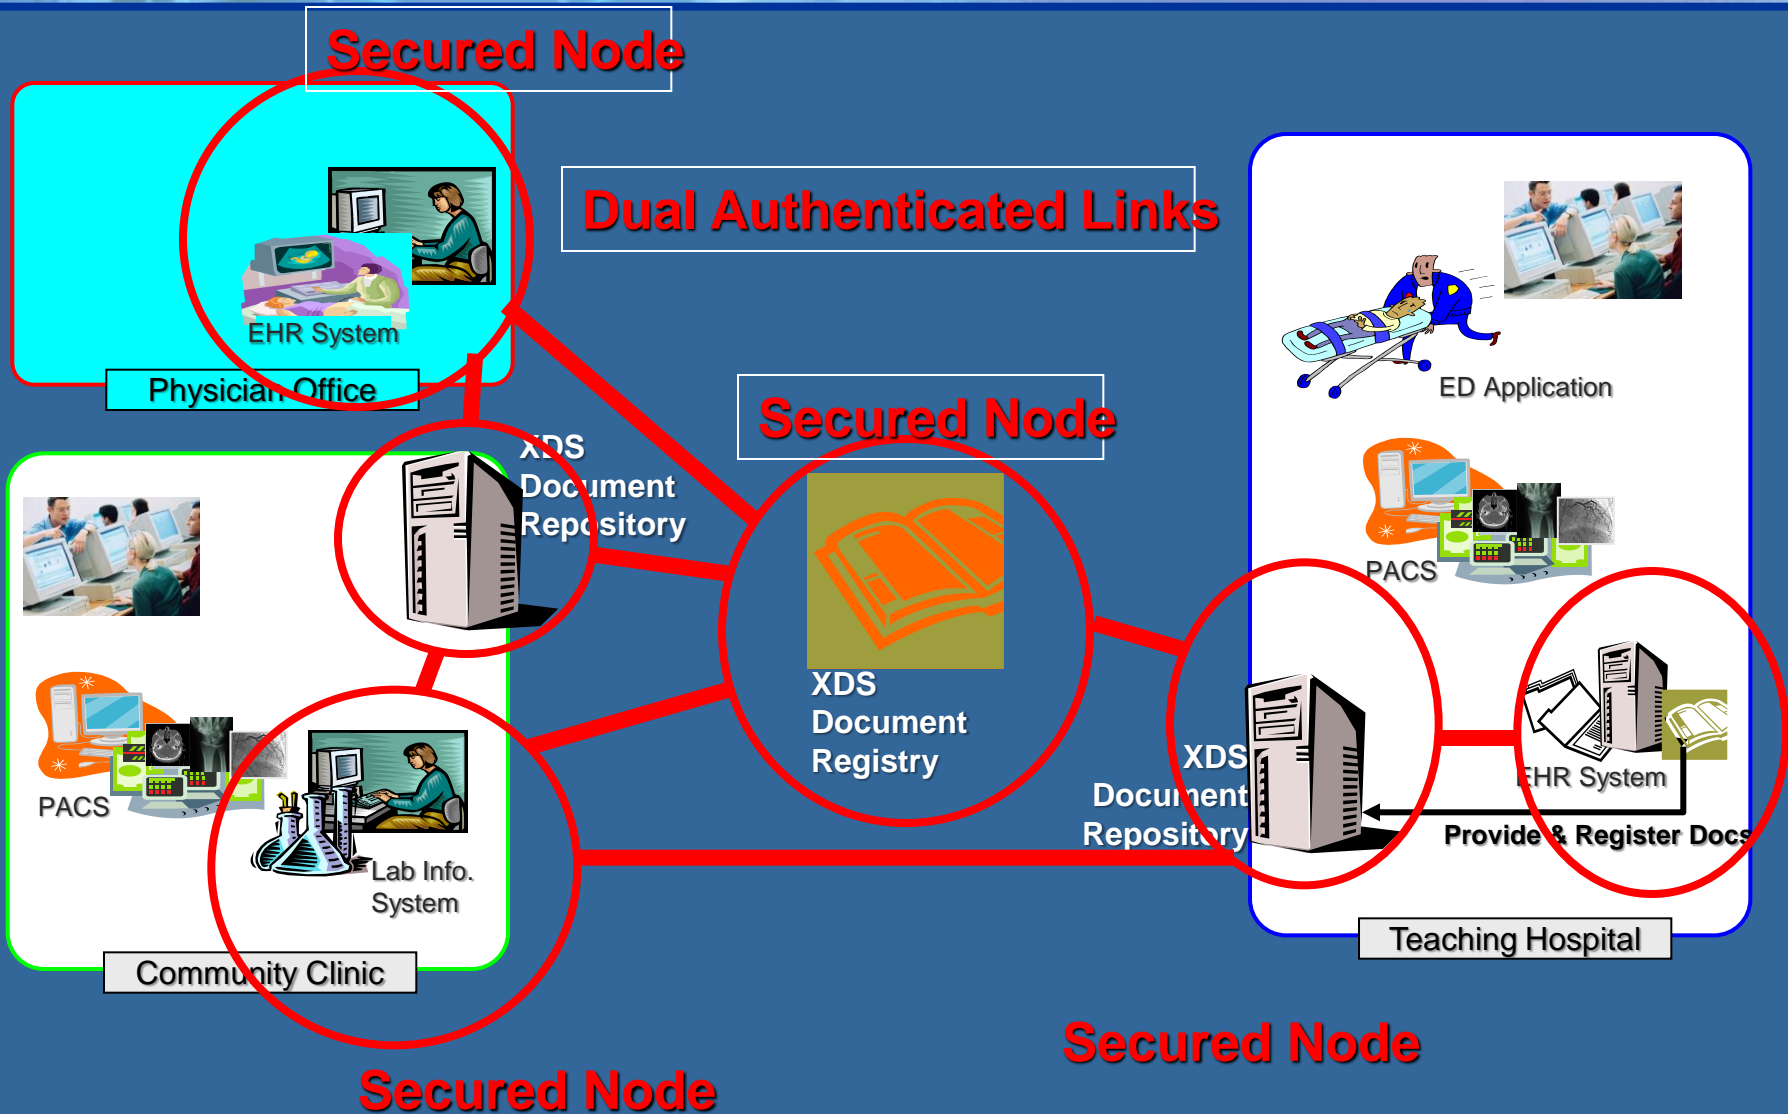 Secured Node
Dual Authenticated Links
EHR System
Physician Office
ED Application
Secured Node
XDS
Document
Repository
PACS
XDS
Document
Registry
XDS
Document
Repository
EHR System
Provide & Register Docs
PACS
Lab Info.
System
Teaching Hospital
Community Clinic
Secured Node
Secured Node